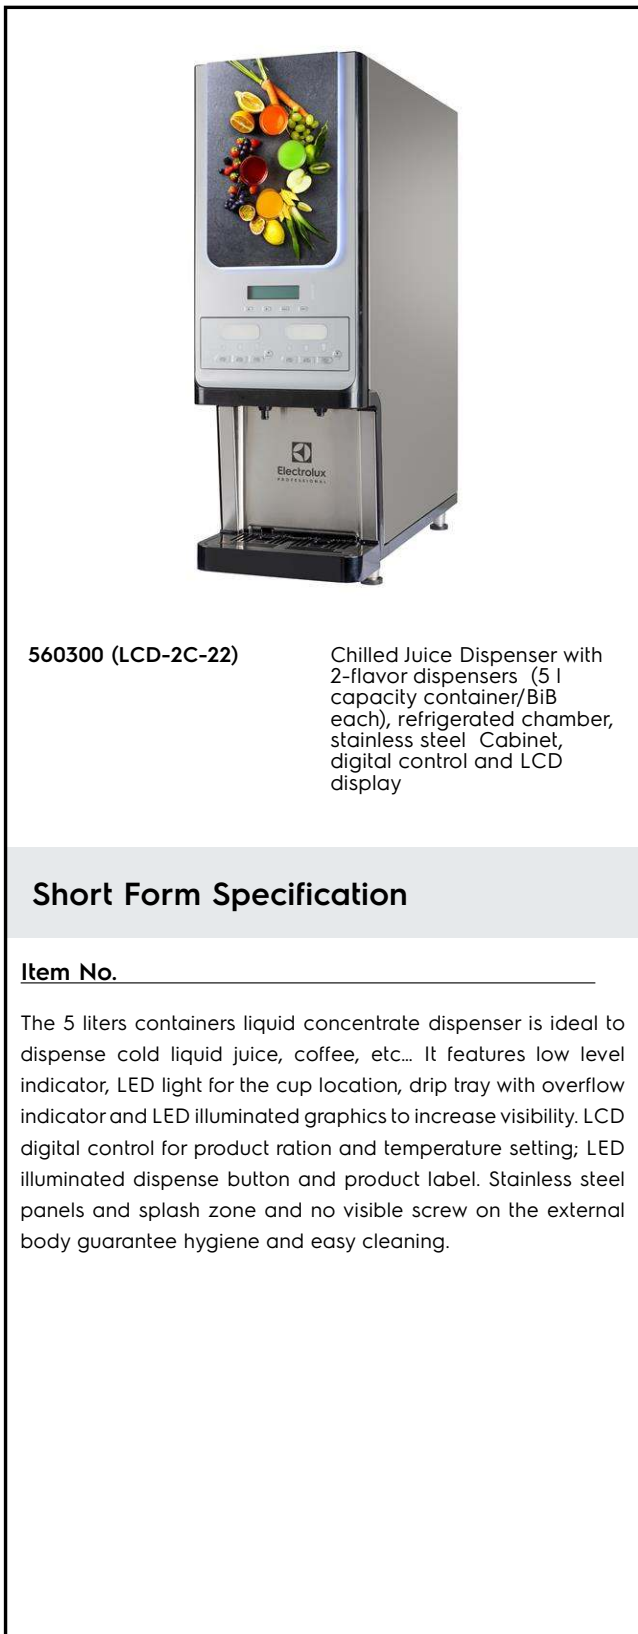 Electrolux
PROFESSIONAL
560300 (LCD-2C-22)
Chilled Juice Dispenser with
2-flavor dispensers (5 l
capacity container/BiB
each), refrigerated chamber,
stainless steel Cabinet,
digital control and LCD
display
Short Form Specification
Item No.
The 5 liters containers liquid concentrate dispenser is ideal to
dispense cold liquid juice, coffee, etc... It features low level
indicator, LED light for the cup location, drip tray with overflow
indicator and LED illuminated graphics to increase visibility. LCD
digital control for product ration and temperature setting; LED
illuminated dispense button and product label. Stainless steel
panels and splash zone and no visible screw on the external
body guarantee hygiene and easy cleaning.